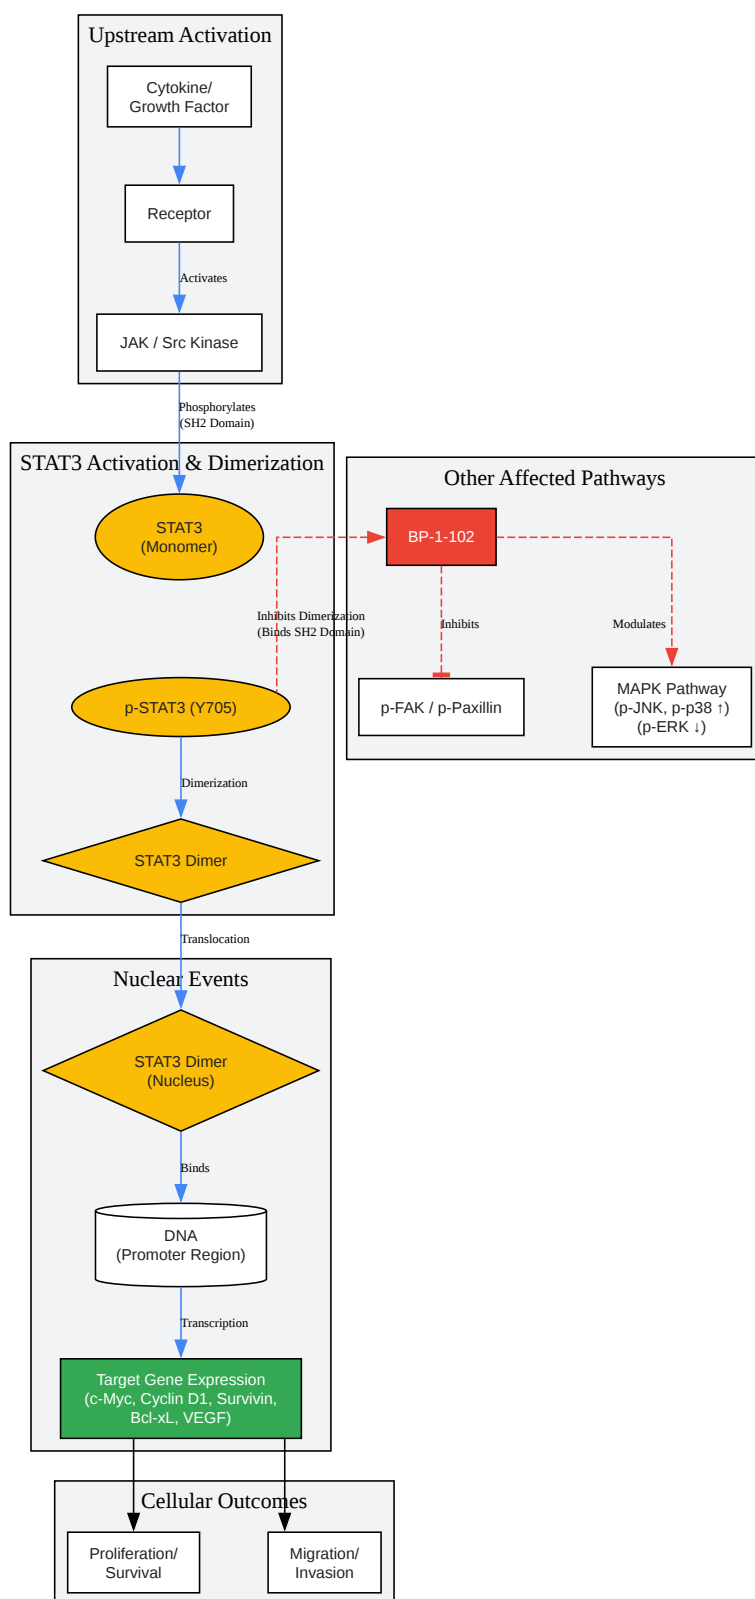 Upstream Activation
Cytokine/
Growth Factor
Receptor
Activates
JAK / Src Kinase
Phosphorylates
(SH2 Domain)
STAT3 Activation & Dimerization
STAT3
(Monomer)
Other Affected Pathways
BP-1-102
Inhibits Dimerization
(Binds SH2 Domain)
Inhibits
Modulates
p-STAT3 (Y705)
p-FAK / p-Paxillin
MAPK Pathway
(p-JNK, p-p38 ↑)
(p-ERK ↓)
Dimerization
STAT3 Dimer
Translocation
Nuclear Events
STAT3 Dimer
(Nucleus)
Binds
DNA
(Promoter Region)
Transcription
Target Gene Expression
(c-Myc, Cyclin D1, Survivin,
Bcl-xL, VEGF)
Cellular Outcomes
Proliferation/
Survival
Migration/
Invasion